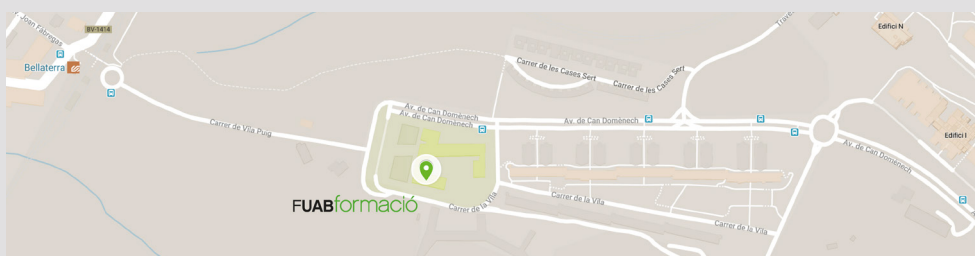 Joan Fàbregas
BV-1414
Bellaterra
Carrer de Vila Puig
Av. de Can Domènech
Av. de Can Domènech
Carrer de les Cases Sert
Carrer de les Cases Sert
Av. de Can Domènech
Edifici N
Edifici I
Av. de Can Domènech
FUABformació
Carrer de la Vila
Carrer de la Vila
Carrer de la Vila